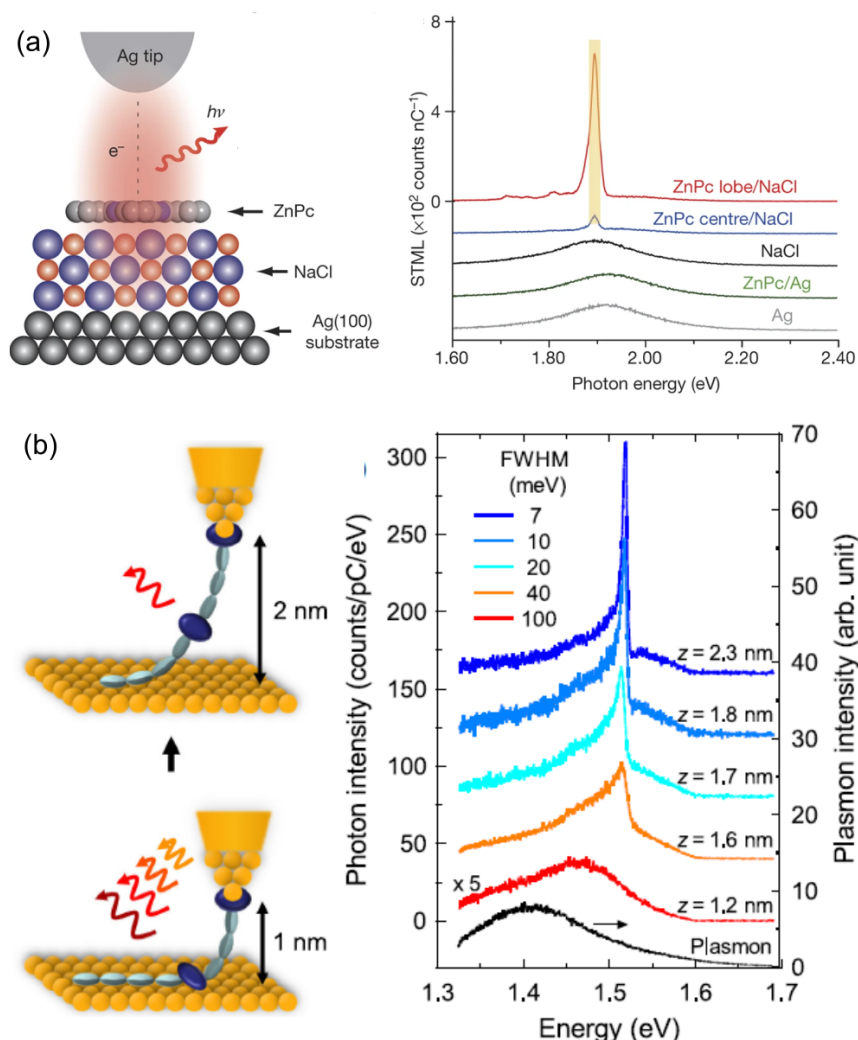 (a)
Ag tip
hν
e⁻
ZnPc
NaCl
Ag(100)
substrate
STML (×10² counts nC⁻¹)
8
4
0
ZnPc lobe/NaCl
ZnPc centre/NaCl
NaCl
ZnPc/Ag
Ag
1.60 1.80 2.00 2.20 2.40
Photon energy (eV)
(b)
2 nm
1 nm
Photon intensity (counts/pC/eV)
300
250
200
150
100
50
0
FWHM
(meV)
7
10
20
40
100
z = 2.3 nm
z = 1.8 nm
z = 1.7 nm
z = 1.6 nm
x 5
z = 1.2 nm
Plasmon
70
60
50
40
30
20
10
0
Plasmon intensity (arb. unit)
1.3 1.4 1.5 1.6 1.7
Energy (eV)